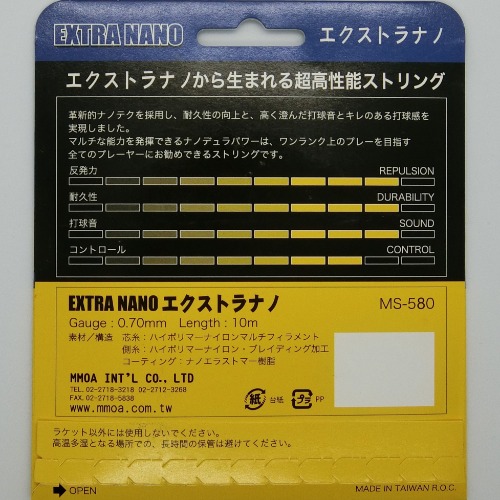 EXTRA NANO エクストラナノ
エクストラナノから生まれる超高性能ストリング
革新的ナノテクを採用し、耐久性の向上と、高く澄んだ打球音とキレのある打球感を
実現しました。
マルチな能力を発揮できるナノデュラパワーは、ワンランク上のプレーを目指す
全てのプレーヤーにお勧めできるストリングです。
反発力 REPULSION
耐久性 DURABILITY
打球音 SOUND
コントロール CONTROL
EXTRA NANO エクストラナノ MS-580
Gauge : 0.70mm Length : 10m
素材／構造 芯糸：ハイポリマーナイロンマルチフィラメント
側糸：ハイポリマーナイロン・ブレイディング加工
コーティング：ナノエラストマー樹脂
MMOA INT'L CO., LTD
TEL. 02-2718-3218 02-2712-3268
FAX. 02-2718-5838
www.mmoa.com.tw
紙 台紙 プラ PP
ラケット以外には使用しないでください。
高温多湿となる場所での、長時間の保管は避けてください。
→ OPEN MADE IN TAIWAN R.O.C.